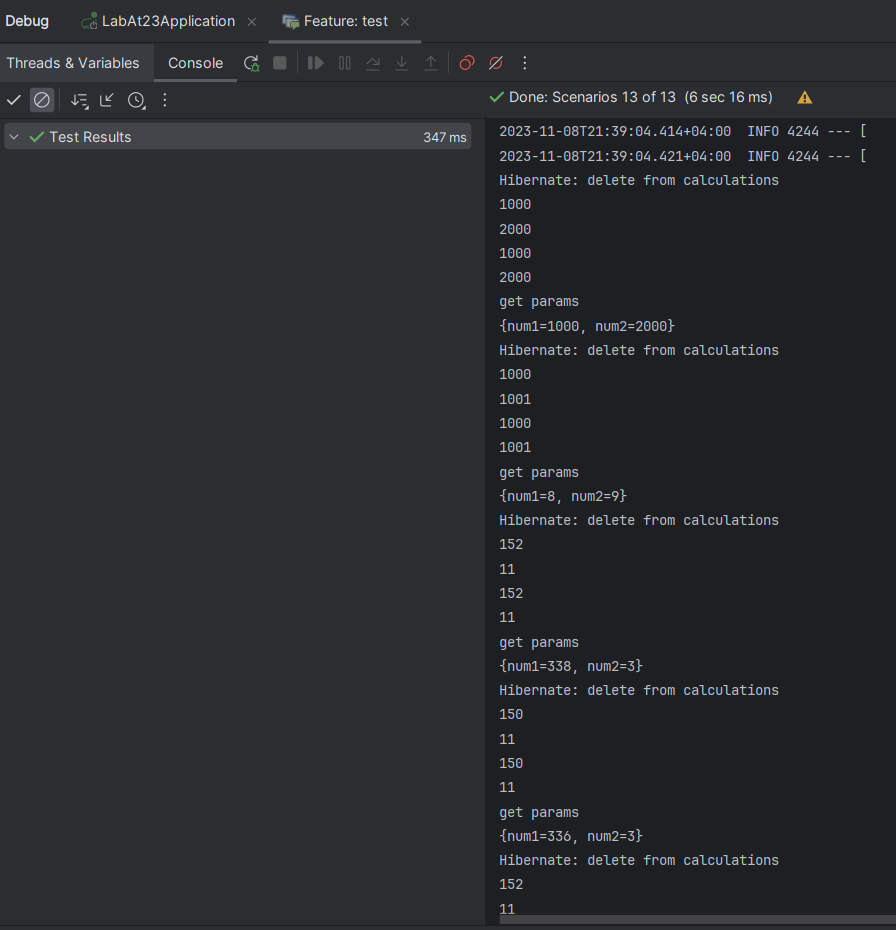 Debug LabAt23Application Feature: test
Threads & Variables Console
Done: Scenarios 13 of 13 (6 sec 16 ms)
Test Results 347 ms
2023-11-08T21:39:04.414+04:00  INFO 4244 --- [
2023-11-08T21:39:04.421+04:00  INFO 4244 --- [
Hibernate: delete from calculations
1000
2000
1000
2000
get params
{num1=1000, num2=2000}
Hibernate: delete from calculations
1000
1001
1000
1001
get params
{num1=8, num2=9}
Hibernate: delete from calculations
152
11
152
11
get params
{num1=338, num2=3}
Hibernate: delete from calculations
150
11
150
11
get params
{num1=336, num2=3}
Hibernate: delete from calculations
152
11